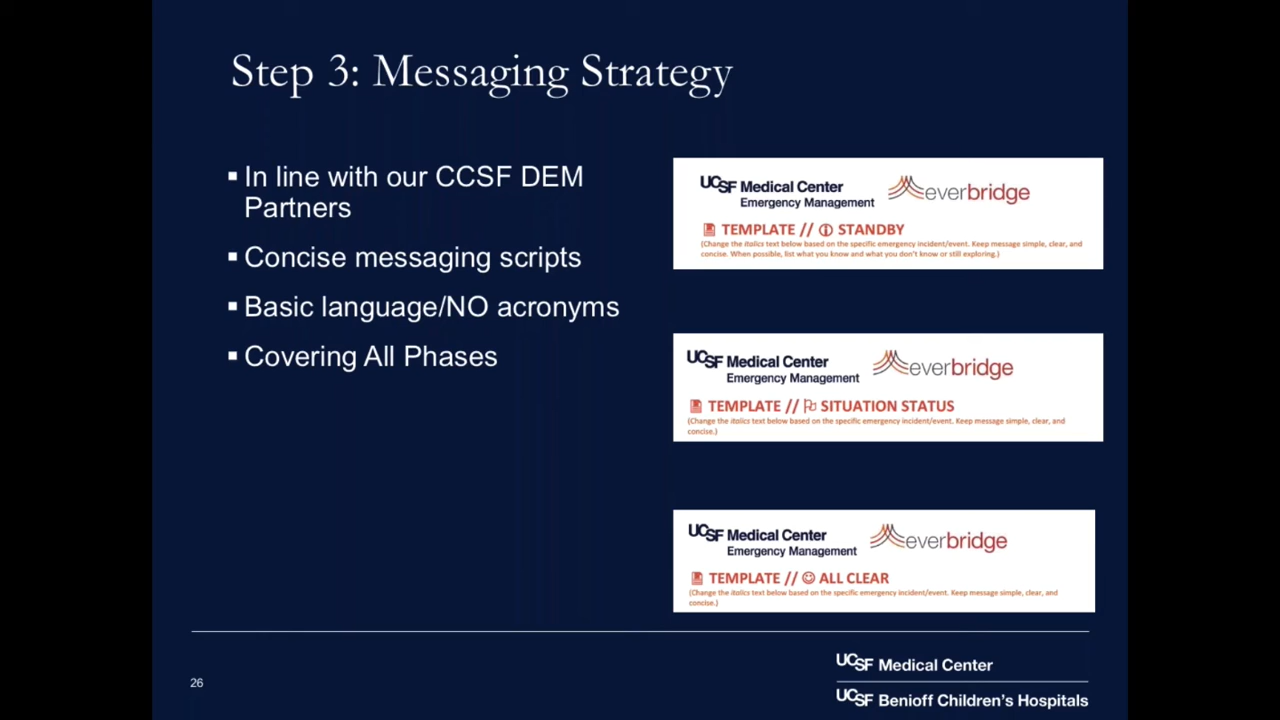 Step 3: Messaging Strategy
▪ In line with our CCSF DEM
Partners
▪ Concise messaging scripts
▪ Basic language/NO acronyms
▪ Covering All Phases
UCSF Medical Center everbridge
Emergency Management
TEMPLATE // STANDBY
(Change the italics text below based on the specific emergency incident/event. Keep message simple, clear, and
concise. When possible, list what you know and what you don't know or still exploring.)
UCSF Medical Center everbridge
Emergency Management
TEMPLATE // SITUATION STATUS
(Change the italics text below based on the specific emergency incident/event. Keep message simple, clear, and
concise.)
UCSF Medical Center everbridge
Emergency Management
TEMPLATE // ALL CLEAR
(Change the italics text below based on the specific emergency incident/event. Keep message simple, clear, and
concise.)
26
UCSF Medical Center
UCSF Benioff Children's Hospitals